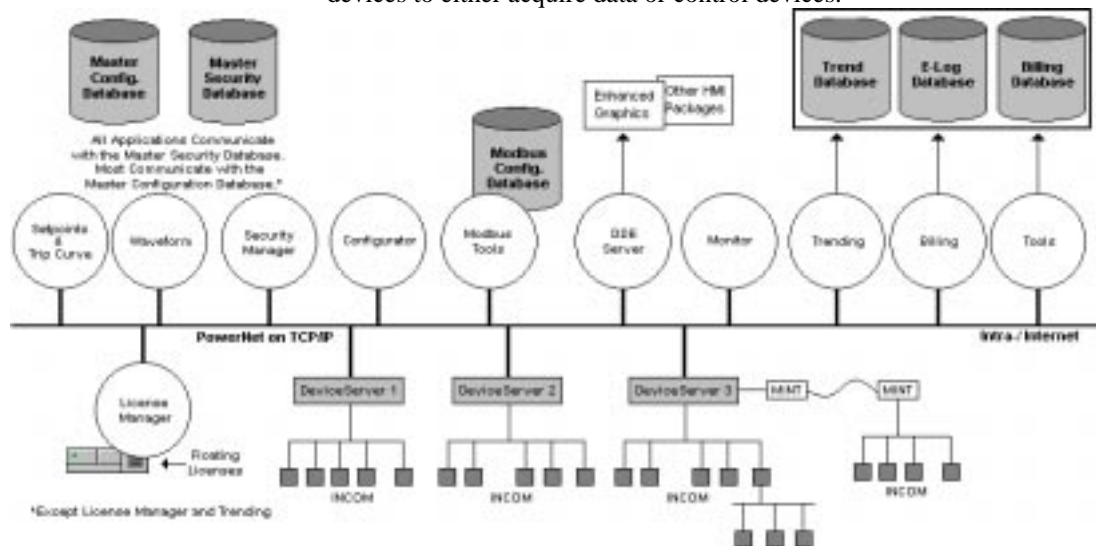 devices to either acquire data or control devices.
Master
Config.
Database
Master
Security
Database
All Applications Communicate
with the Master Security Database.
Most Communicate with the
Master Configuration Database.*
Modbus
Config.
Database
Enhanced
Graphics
Other HMI
Packages
Trend
Database
E-Log
Database
Billing
Database
Setpoints
&
Trip Curve
Waveform
Security
Manager
Configurator
Modbus
Tools
DDE
Server
Monitor
Trending
Billing
Tools
PowerNet on TCP/IP
Intra-/Internet
License
Manager
Floating
Licenses
DeviceServer 1
DeviceServer 2
DeviceServer 3
MINT
MINT
INCOM
INCOM
INCOM
INCOM
*Except License Manager and Trending